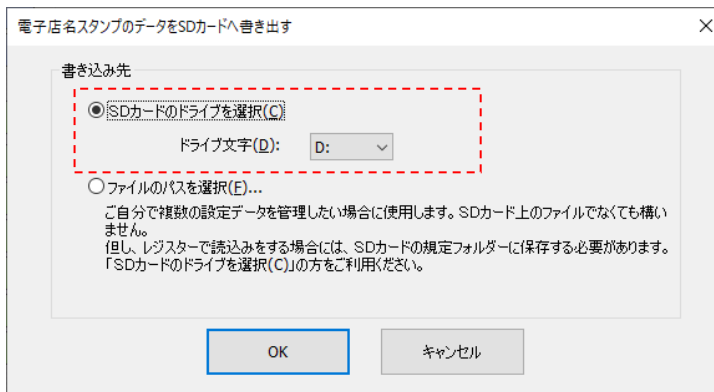 電子店名スタンプのデータをSDカードへ書き出す
書き込み先
SDカードのドライブを選択(C)
ドライブ文字(D): D:
ファイルのパスを選択(F)...
ご自分で複数の設定データを管理したい場合に使用します。SDカード上のファイルでなくても構い
ません。
但し、レジスターで読込みをする場合には、SDカードの規定フォルダーに保存する必要があります。
「SDカードのドライブを選択(C)」の方をご利用ください。
OK キャンセル